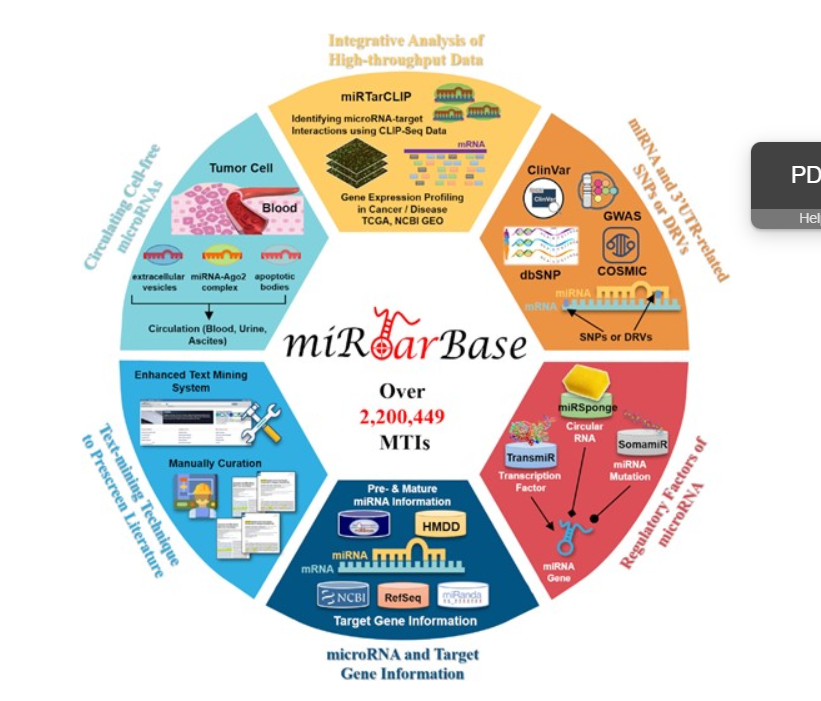 Integrative Analysis of
High-throughput Data
miRTarCLIP
Identifying microRNA-target
Interactions using CLIP-Seq Data
mRNA
Gene Expression Profiling
in Cancer / Disease
TCGA, NCBI GEO
miRNA and 3'UTR-related
SNPs or DRVs
ClinVar
ClinVar
GWAS
dbSNP
COSMIC
miRNA
mRNA
SNPs or DRVs
PD
Hel
Regulatory Factors of
microRNA
miRSponge
Circular
RNA
TransmiR
Transcription
Factor
SomamiR
miRNA
Mutation
miRNA
Gene
microRNA and Target
Gene Information
Pre- & Mature
miRNA Information
HMDD
miRNA
mRNA
NCBI
RefSeq
miRanda
Target Gene Information
Text-mining Technique
to Prescreen Literature
Enhanced Text Mining
System
Manually Curation
Circulating Cell-free
microRNAs
Tumor Cell
Blood
extracellular
vesicles
miRNA-Ago2
complex
apoptotic
bodies
Circulation (Blood, Urine,
Ascites)
miRTarBase
Over
2,200,449
MTIs